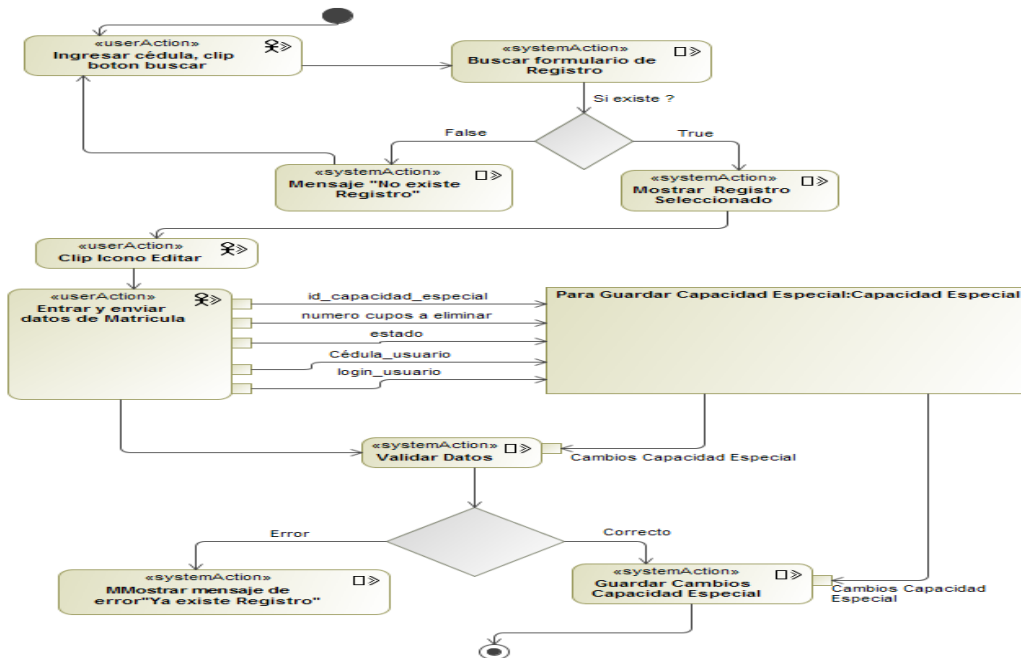 «userAction»
Ingresar cédula, clip
boton buscar
«systemAction»
Buscar formulario de
Registro
Si existe ?
False
True
«systemAction»
Mensaje "No existe
Registro"
«systemAction»
Mostrar Registro
Seleccionado
«userAction»
Clip Icono Editar
«userAction»
Entrar y enviar
datos de Matricula
id_capacidad_especial
numero cupos a eliminar
estado
Cédula_usuario
login_usuario
Para Guardar Capacidad Especial:Capacidad Especial
«systemAction»
Validar Datos
Cambios Capacidad Especial
Error
Correcto
«systemAction»
MMostrar mensaje de
error"Ya existe Registro"
«systemAction»
Guardar Cambios
Capacidad Especial
Cambios Capacidad
Especial